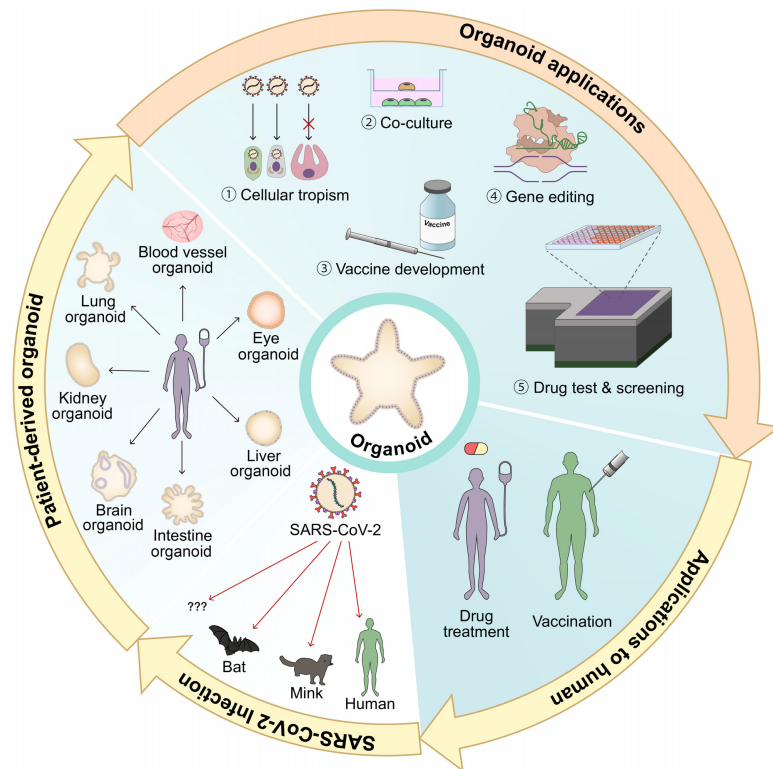 Organoid applications
① Cellular tropism
② Co-culture
Vaccine
③ Vaccine development
④ Gene editing
⑤ Drug test & screening
Patient-derived organoid
Blood vessel
organoid
Lung
organoid
Eye
organoid
Kidney
organoid
Liver
organoid
Brain
organoid
Intestine
organoid
Organoid
SARS-CoV-2
???
Bat
Mink
Human
SARS-CoV-2 Infection
Drug
treatment
Vaccination
Applications to human